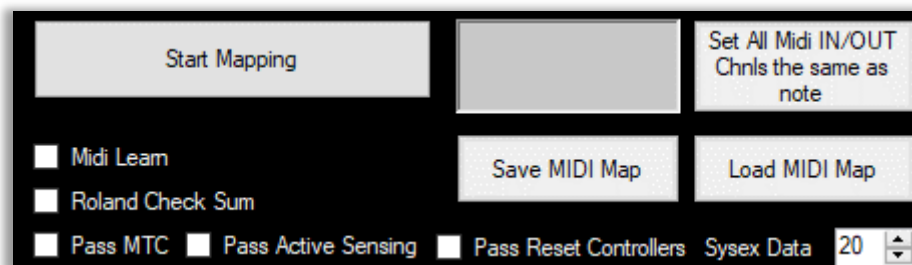 Start Mapping
Set All Midi IN/OUT
Chnls the same as
note
Midi Learn
Save MIDI Map
Load MIDI Map
Roland Check Sum
Pass MTC
Pass Active Sensing
Pass Reset Controllers
Sysex Data
20